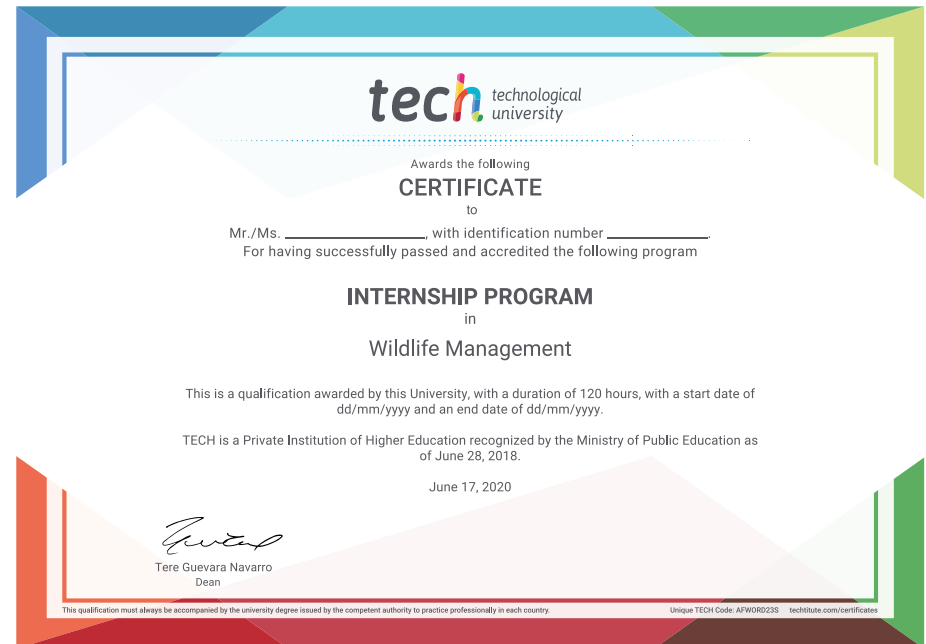 tech technological
university
Awards the following
CERTIFICATE
to
Mr./Ms. ____________________, with identification number ______________.
For having successfully passed and accredited the following program
INTERNSHIP PROGRAM
in
Wildlife Management
This is a qualification awarded by this University, with a duration of 120 hours, with a start date of
dd/mm/yyyy and an end date of dd/mm/yyyy.
TECH is a Private Institution of Higher Education recognized by the Ministry of Public Education as
of June 28, 2018.
June 17, 2020
Tere Guevara Navarro
Dean
This qualification must always be accompanied by the university degree issued by the competent authority to practice professionally in each country. Unique TECH Code: AFWORD23S techtitute.com/certificates